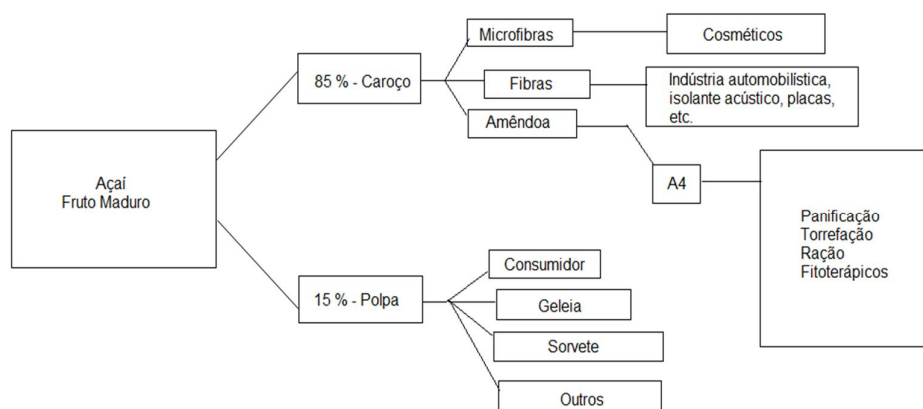 Açaí
Fruto Maduro
85 % - Caroço
Microfibras
Cosméticos
Fibras
Indústria automobilística,
isolante acústico, placas,
etc.
Amêndoa
A4
Panificação
Torrefação
Ração
Fitoterápicos
15 % - Polpa
Consumidor
Geleia
Sorvete
Outros